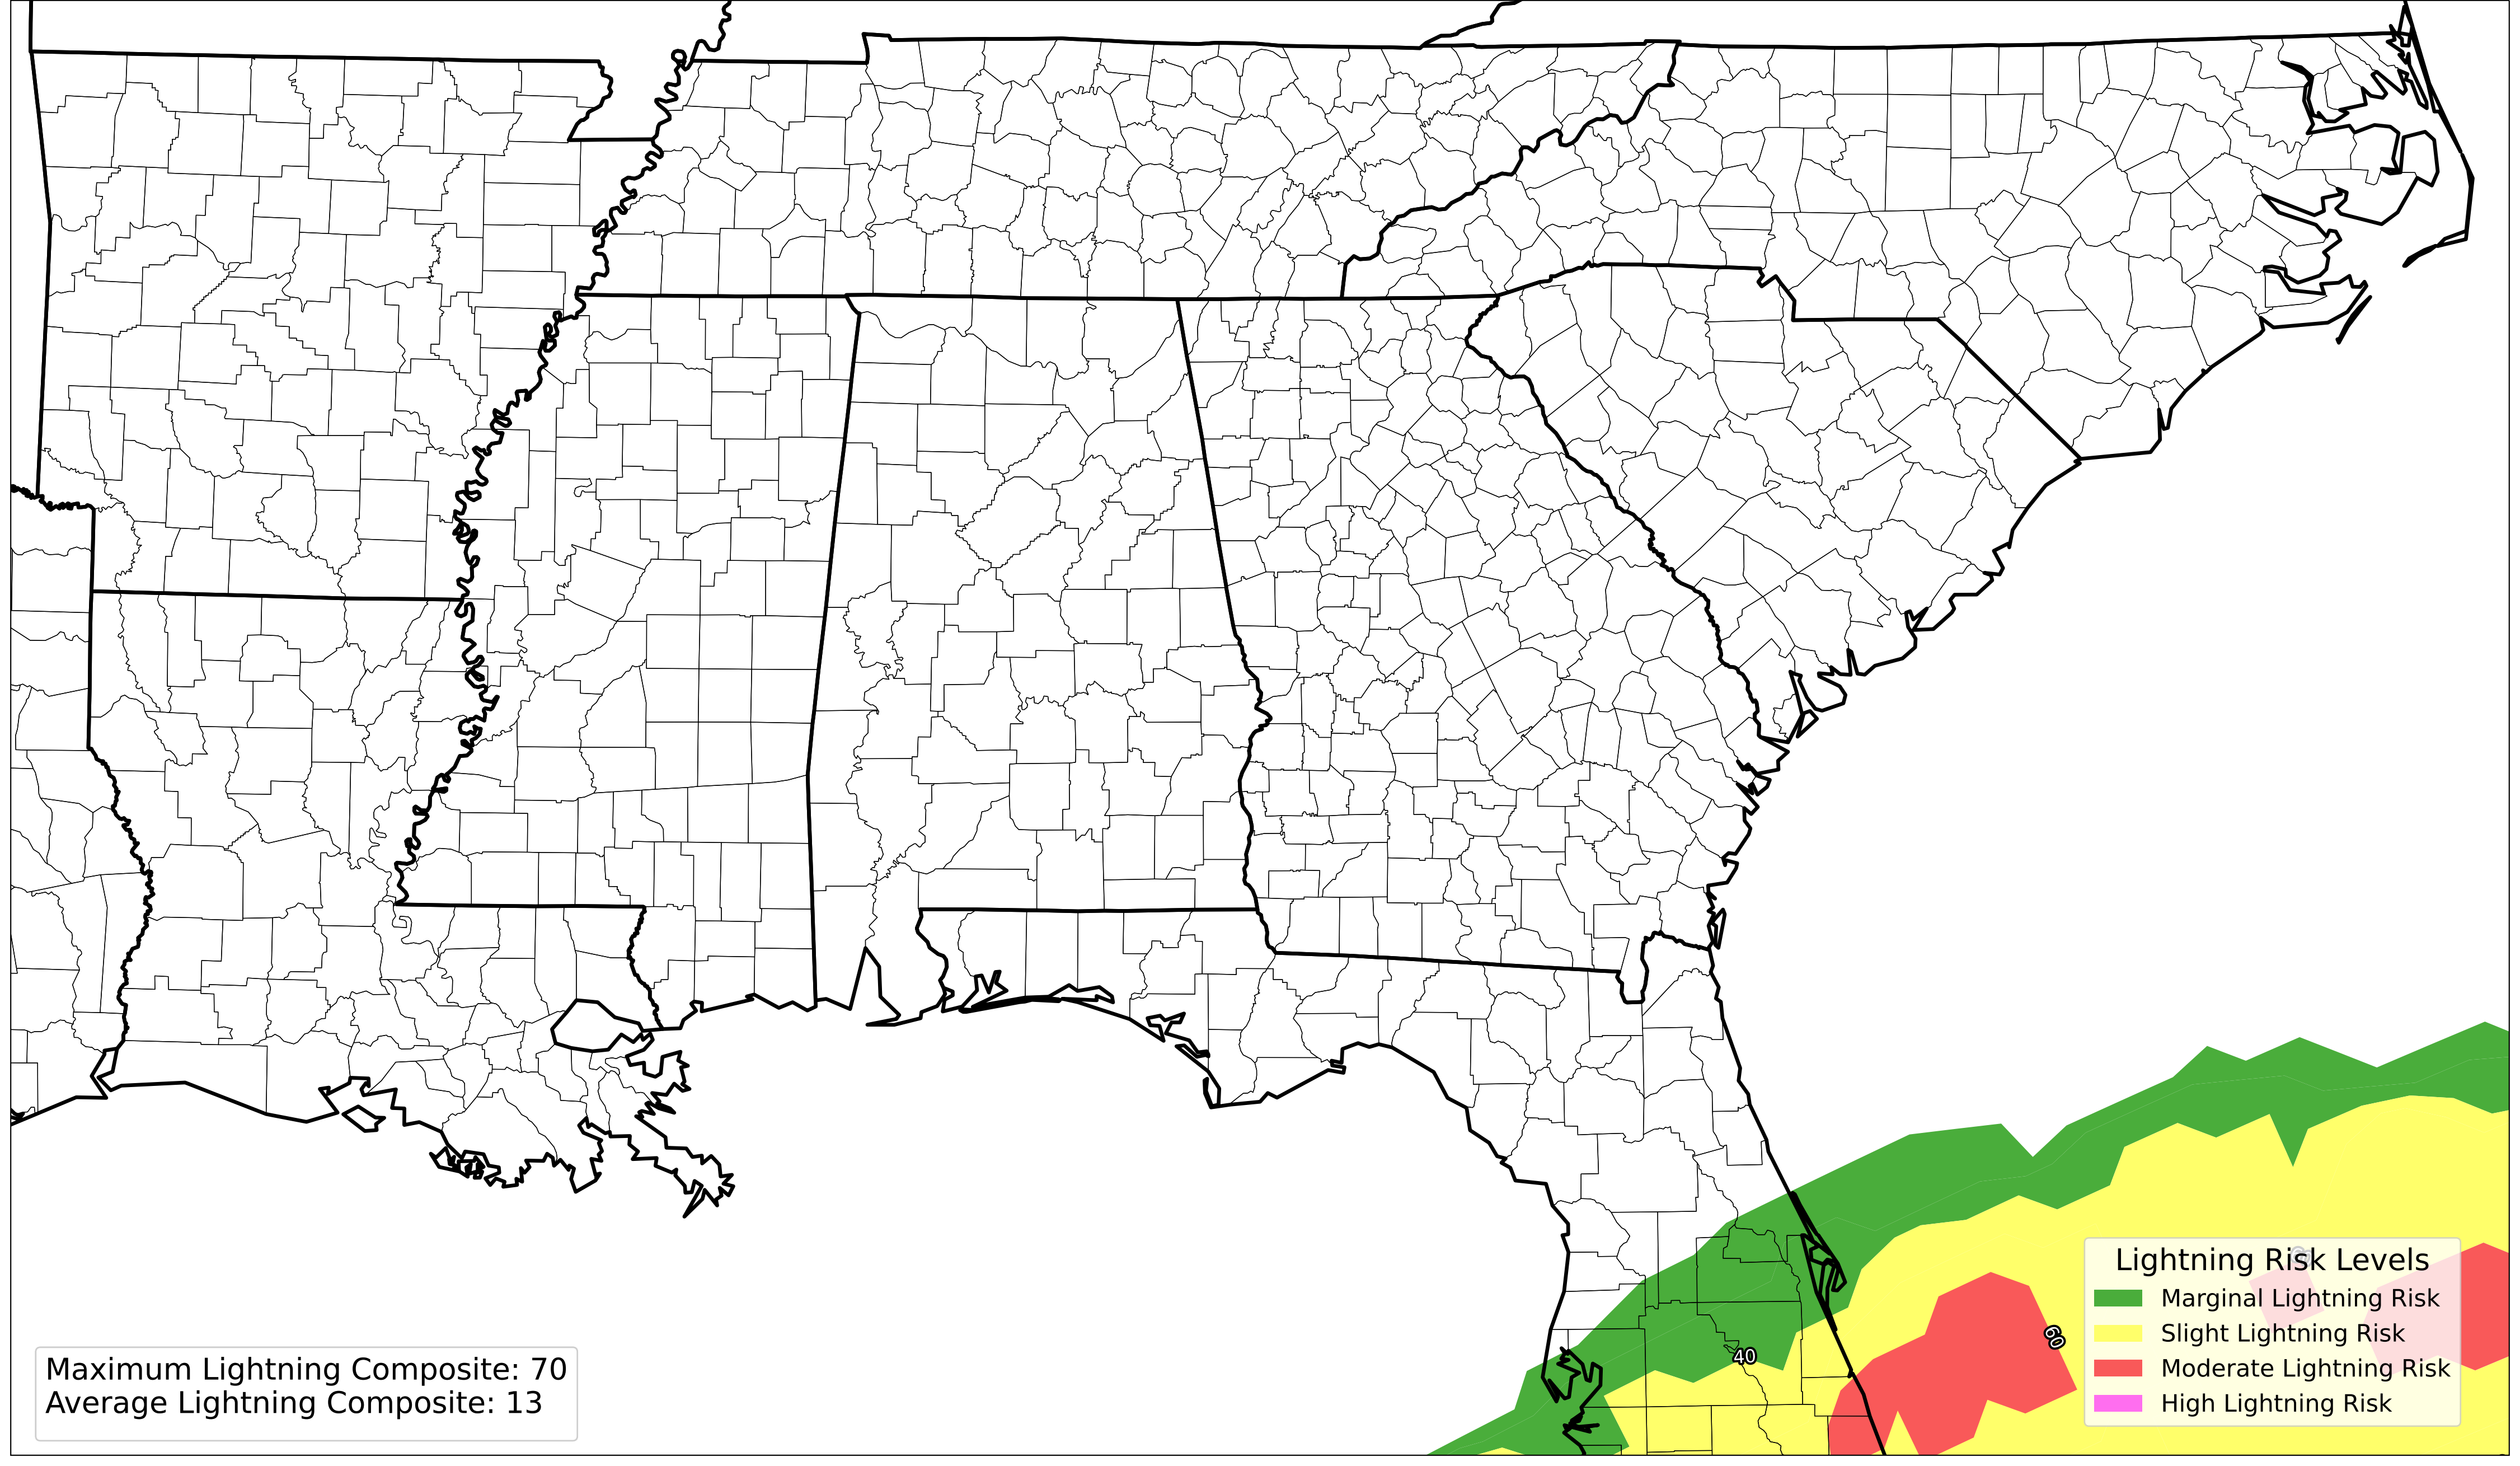 40
60
Lightning Risk Levels
Marginal Lightning Risk
Slight Lightning Risk
Moderate Lightning Risk
High Lightning Risk
Maximum Lightning Composite: 70
Average Lightning Composite: 13